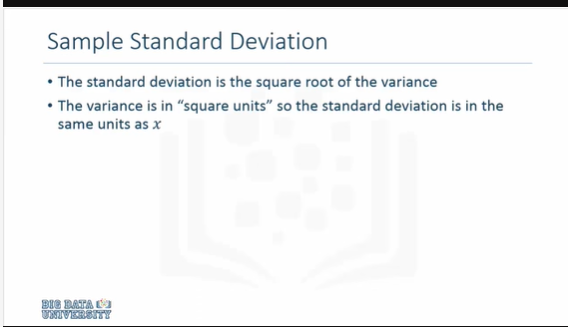 Sample Standard Deviation
• The standard deviation is the square root of the variance
• The variance is in “square units” so the standard deviation is in the
same units as x
BIG DATA
UNIVERSITY